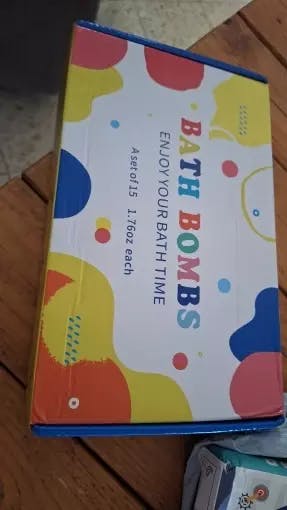 BATH BOMBS
ENJOY YOUR BATH TIME
A set of 15 1.76oz each